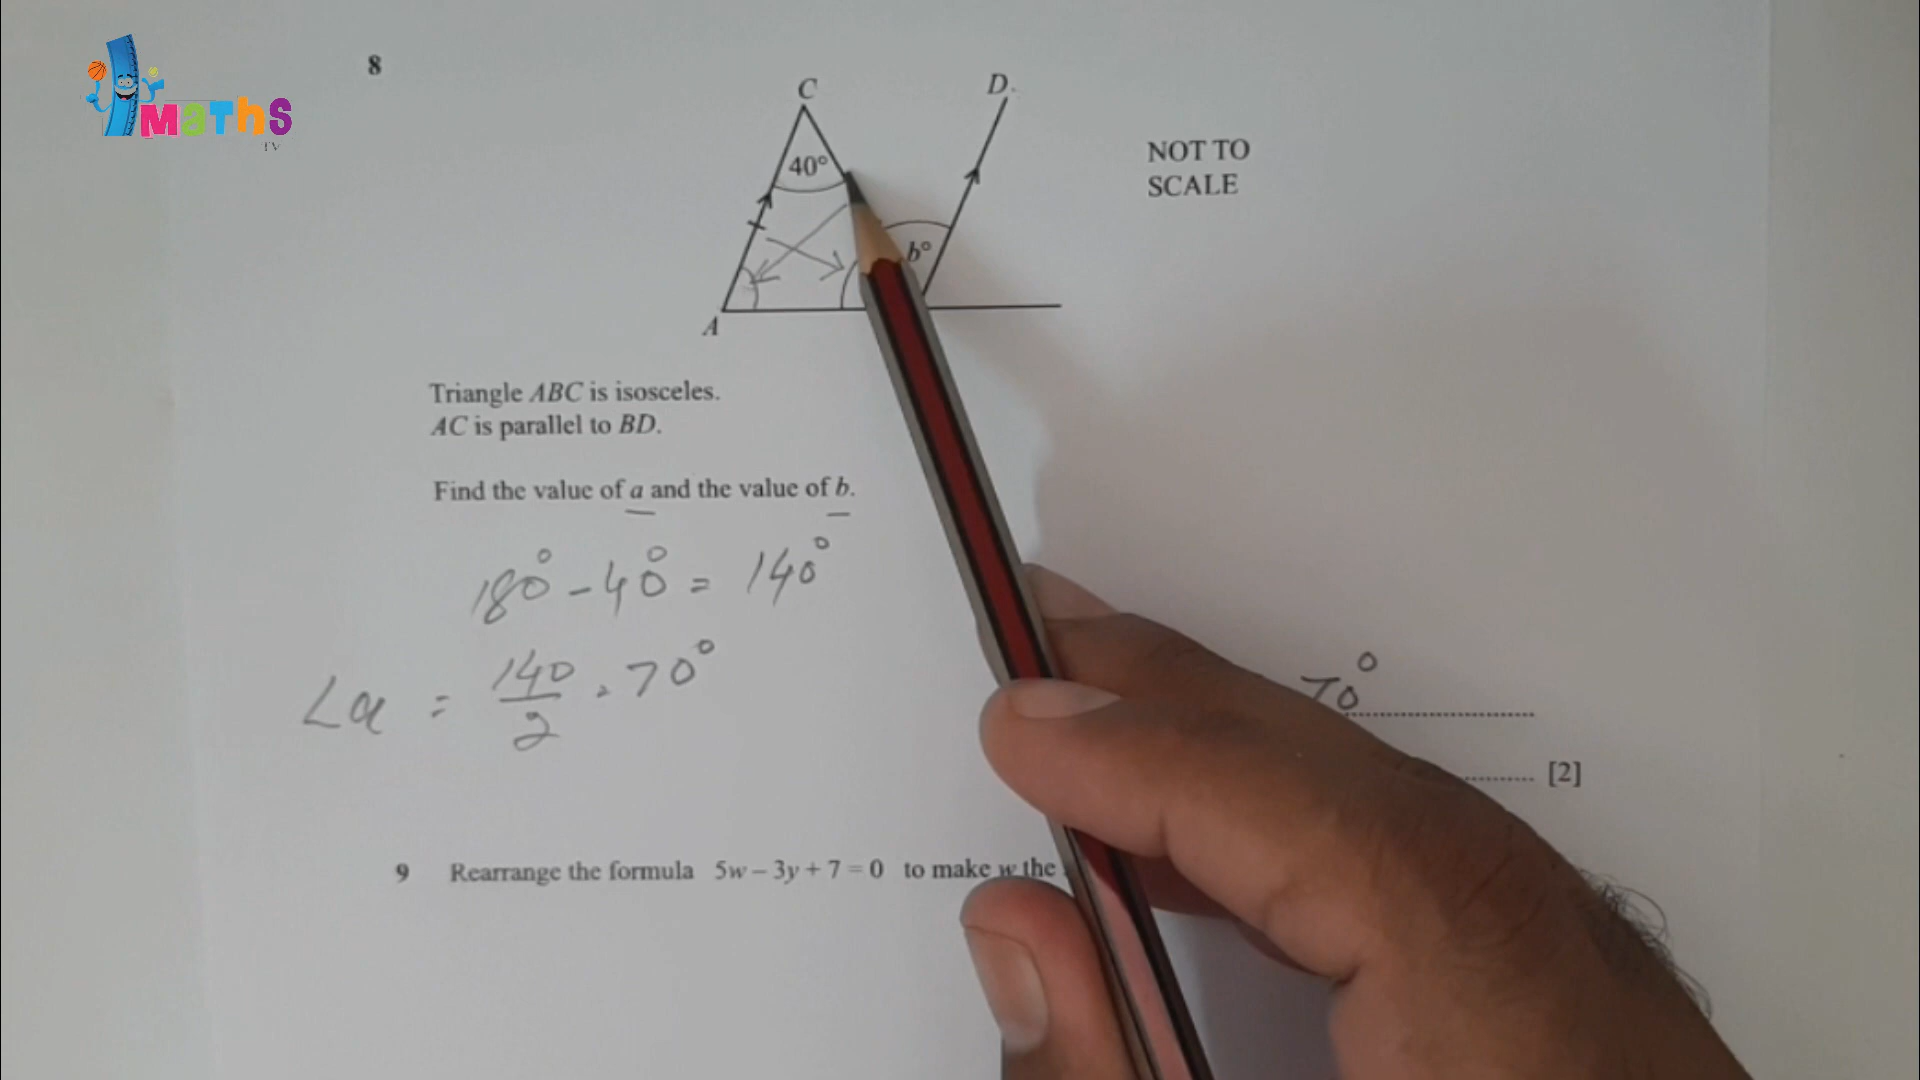 MaTHS
TV
8
C
D.
40°
b°
A
NOT TO
SCALE
Triangle ABC is isosceles.
AC is parallel to BD.
Find the value of a and the value of b.
180° - 40° = 140°
∠a = 140/2 = 70°
70°
[2]
9 Rearrange the formula 5w – 3y + 7 = 0 to make w the